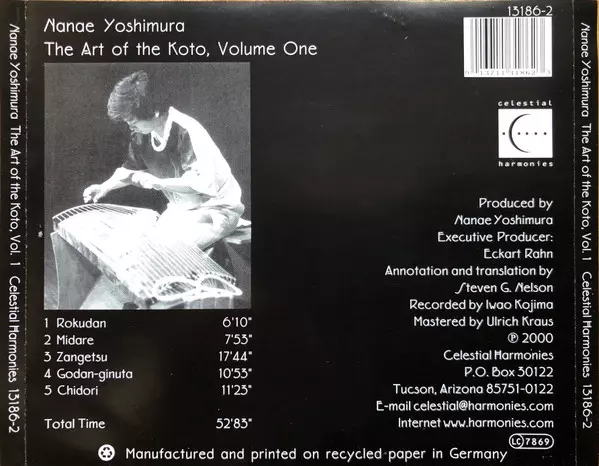 Nanae Yoshimura
The Art of the Koto, Volume One
13186-2
celestial
harmonies
Produced by
Nanae Yoshimura
Executive Producer:
Eckart Rahn
Annotation and translation by
Steven G. Nelson
Recorded by Iwao Kojima
Mastered by Ulrich Kraus
℗ 2000
Celestial Harmonies
P.O. Box 30122
Tucson, Arizona 85751-0122
E-mail celestial@harmonies.com
Internet www.harmonies.com
LC 7869
1 Rokudan 6'10"
2 Midare 7'53"
3 Zangetsu 17'44"
4 Godan-ginuta 10'53"
5 Chidori 11'23"
Total Time 52'83"
Manufactured and printed on recycled paper in Germany
Nanae Yoshimura The Art of the Koto, Vol. 1 Celestial Harmonies 13186-2
Nanae Yoshimura The Art of the Koto, Vol. 1 Celestial Harmonies 13186-2